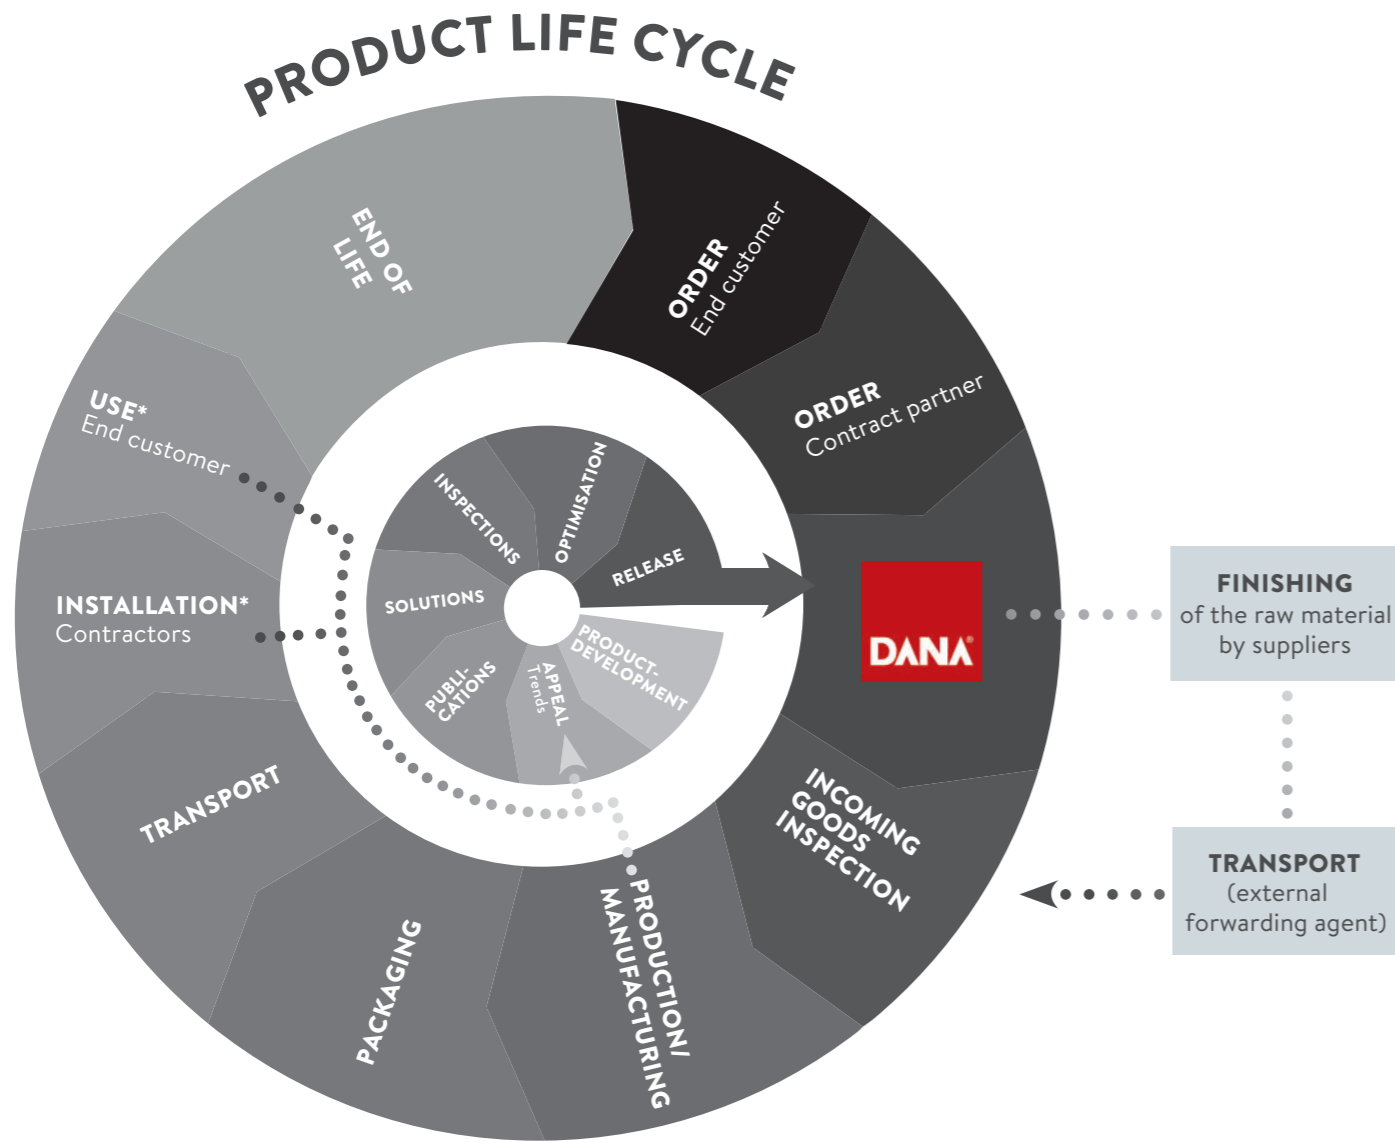 PRODUCT LIFE CYCLE
ORDER
End customer
ORDER
Contract partner
DANA®
FINISHING
of the raw material
by suppliers
TRANSPORT
(external
forwarding agent)
INCOMING
GOODS
INSPECTION
PRODUCTION/
MANUFACTURING
PACKAGING
TRANSPORT
INSTALLATION*
Contractors
USE*
End customer
END OF
LIFE
PRODUCT-
DEVELOPMENT
APPEAL
Trends
PUBLI-
CATIONS
SOLUTIONS
INSPECTIONS
OPTIMISATION
RELEASE